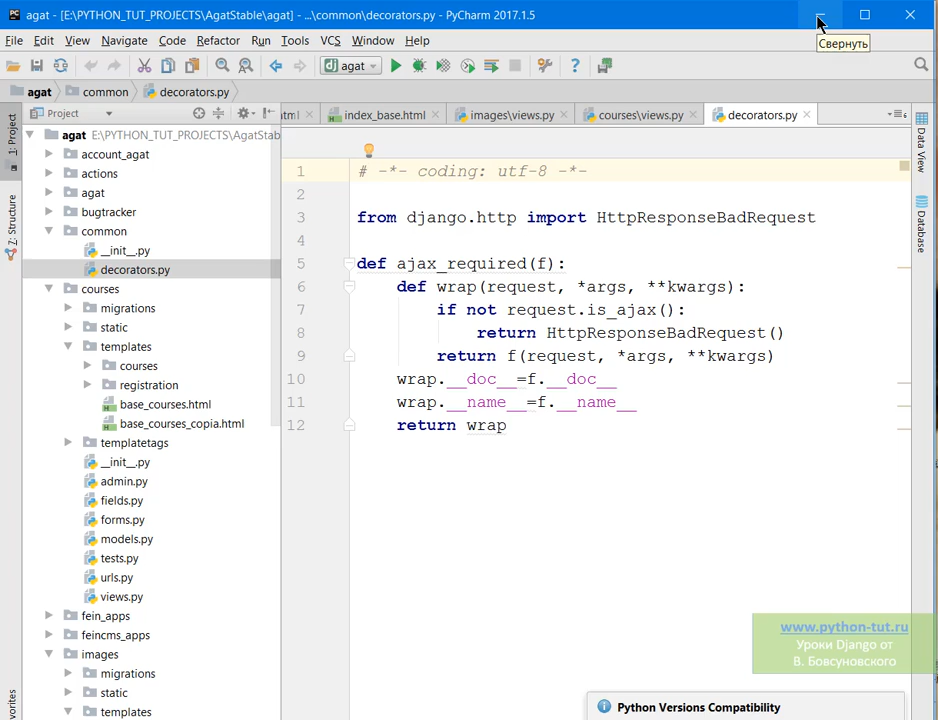 agat - [E:\PYTHON_TUT_PROJECTS\AgatStable\agat] - ...\common\decorators.py - PyCharm 2017.1.5
Свернуть
File Edit View Navigate Code Refactor Run Tools VCS Window Help
agat
agat common decorators.py
Project
index_base.html images\views.py courses\views.py decorators.py
1: Project
7: Structure
Data View
Database
agat E:\PYTHON_TUT_PROJECTS\AgatStab
account_agat
actions
agat
bugtracker
common
__init__.py
decorators.py
courses
migrations
static
templates
courses
registration
base_courses.html
base_courses_copia.html
templatetags
__init__.py
admin.py
fields.py
forms.py
models.py
tests.py
urls.py
views.py
fein_apps
feincms_apps
images
migrations
static
templates
1 # -*- coding: utf-8 -*-
2
3 from django.http import HttpResponseBadRequest
4
5 def ajax_required(f):
6 def wrap(request, *args, **kwargs):
7 if not request.is_ajax():
8 return HttpResponseBadRequest()
9 return f(request, *args, **kwargs)
10 wrap.__doc__=f.__doc__
11 wrap.__name__=f.__name__
12 return wrap
www.python-tut.ru
Уроки Django от
В. Бовсуновского
Python Versions Compatibility